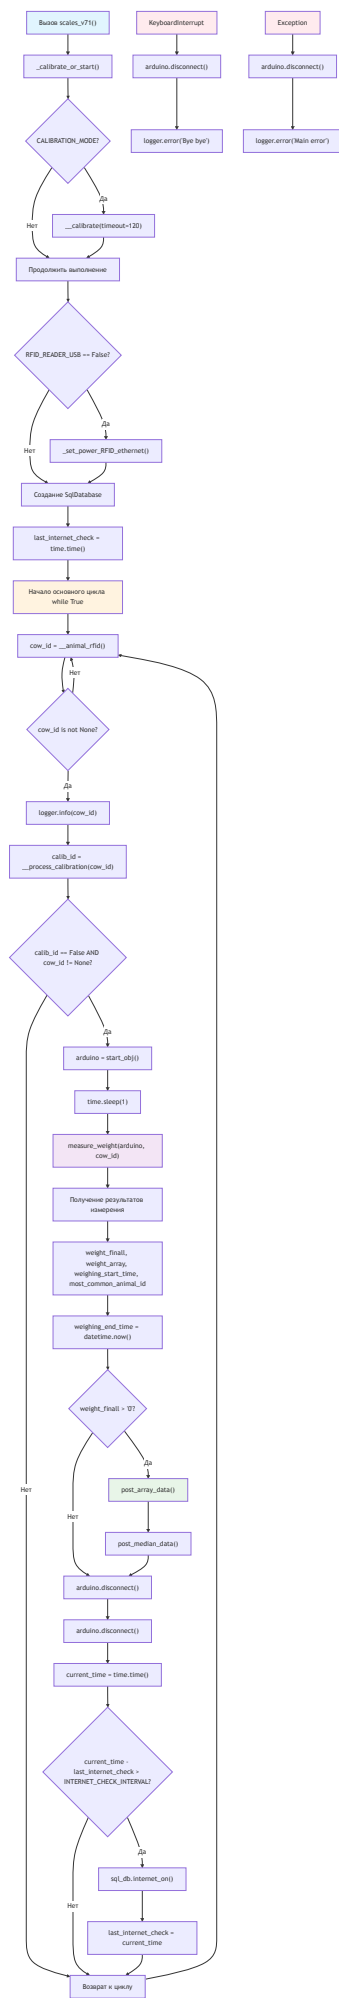 Вызов scales_v71()
KeyboardInterrupt
Exception
_calibrate_or_start()
arduino.disconnect()
arduino.disconnect()
CALIBRATION_MODE?
logger.error('Bye bye')
logger.error('Main error')
Да
Нет
__calibrate(timeout=120)
Продолжить выполнение
RFID_READER_USB == False?
Да
Нет
_set_power_RFID_ethernet()
Создание SqlDatabase
last_internet_check =
time.time()
Начало основного цикла
while True
cow_id = __animal_rfid()
Нет
cow_id is not None?
Да
logger.info(cow_id)
calib_id =
__process_calibration(cow_id)
calib_id == False AND
cow_id != None?
Да
arduino = start_obj()
time.sleep(1)
measure_weight(arduino,
cow_id)
Получение результатов
измерения
weight_finall,
weight_array,
weighing_start_time,
most_common_animal_id
weighing_end_time =
datetime.now()
weight_finall > '0'?
Да
Нет
post_array_data()
Нет
post_median_data()
arduino.disconnect()
arduino.disconnect()
current_time = time.time()
current_time -
last_internet_check >
INTERNET_CHECK_INTERVAL?
Да
sql_db.internet_on()
Нет
last_internet_check =
current_time
Возврат к циклу